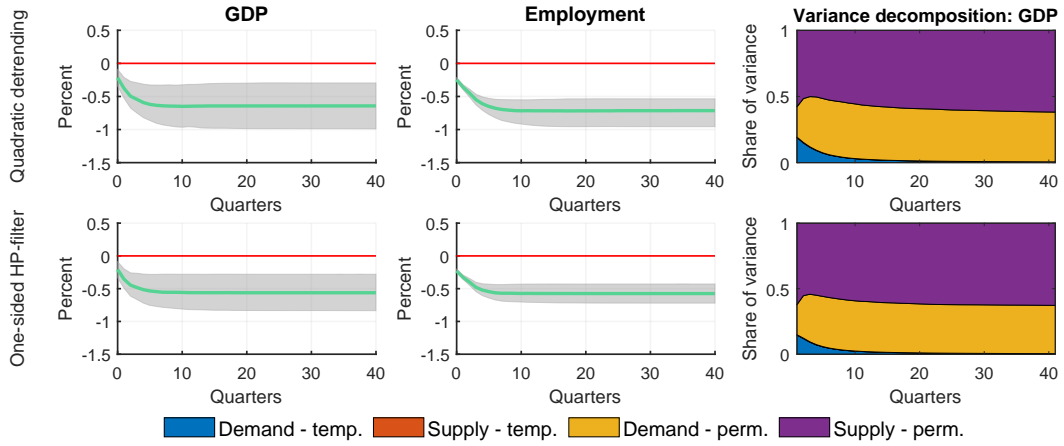 GDP
Employment
Variance decomposition: GDP
Quadratic detrending
Percent
0.5
0
-0.5
-1
-1.5
0 10 20 30 40
Quarters
Percent
0.5
0
-0.5
-1
-1.5
0 10 20 30 40
Quarters
Share of variance
1
0.5
0
10 20 30 40
Quarters
One-sided HP-filter
Percent
0.5
0
-0.5
-1
-1.5
0 10 20 30 40
Quarters
Percent
0.5
0
-0.5
-1
-1.5
0 10 20 30 40
Quarters
Share of variance
1
0.5
0
10 20 30 40
Quarters
Demand - temp. Supply - temp. Demand - perm. Supply - perm.